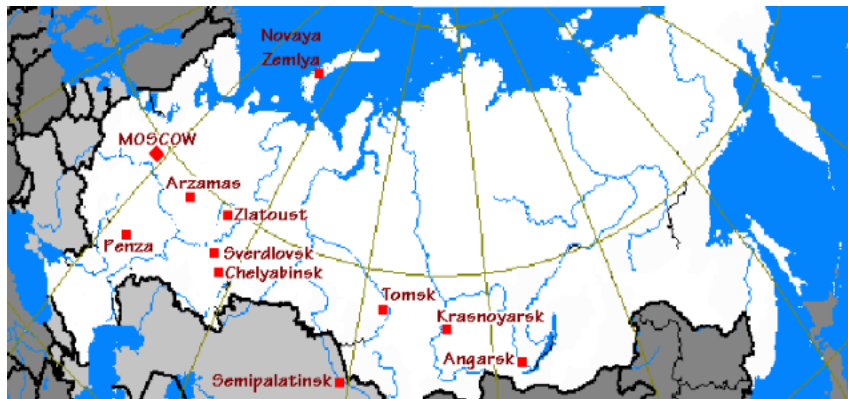 Novaya
Zemlya
MOSCOW
Arzamas
Zlatoust
Penza
Sverdlovsk
Chelyabinsk
Tomsk
Krasnoyarsk
Angarsk
Semipalatinsk